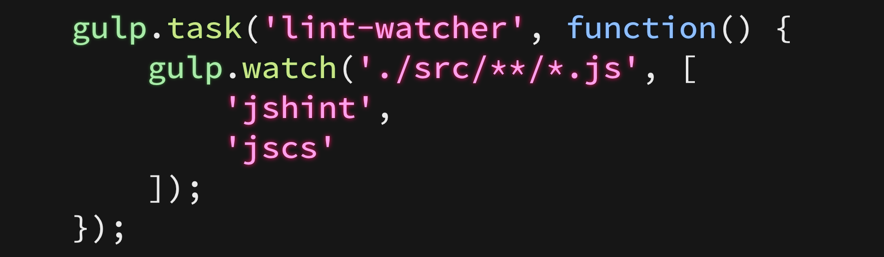 gulp.task('lint-watcher', function() {
    gulp.watch('./src/**/*.js', [
        'jshint',
        'jscs'
    ]);
});